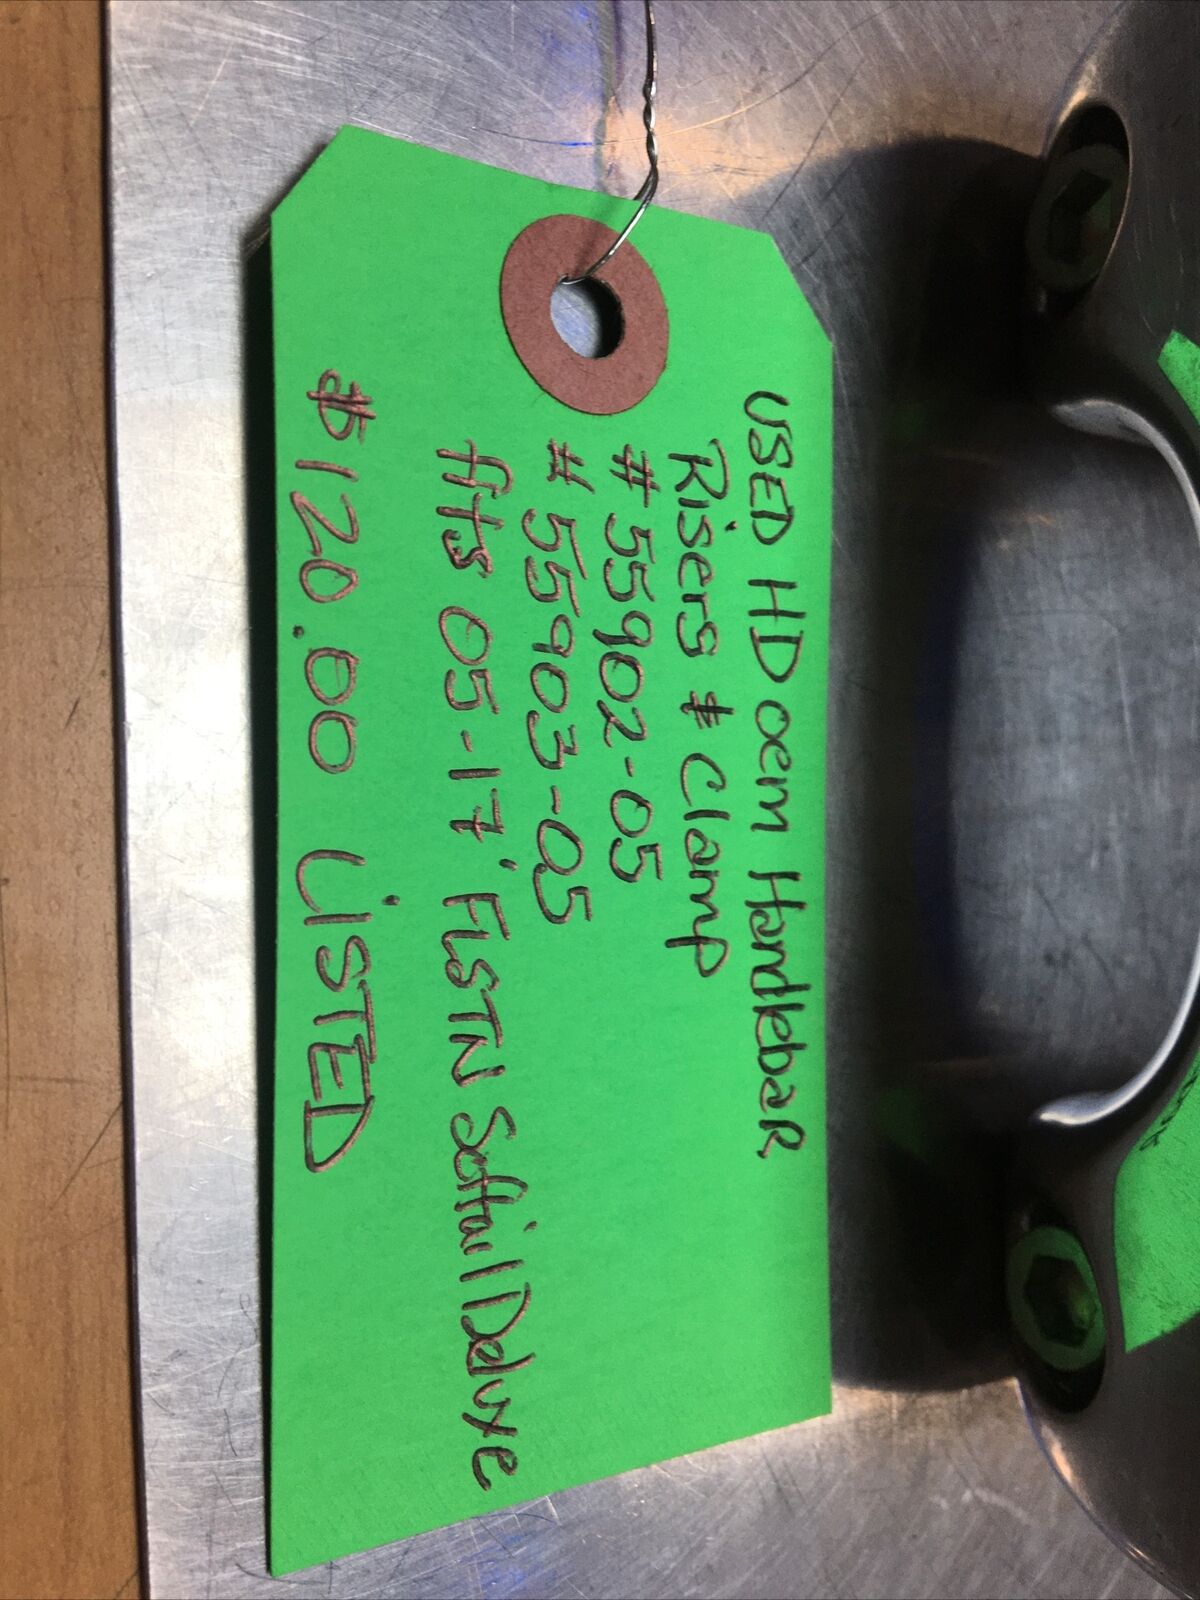 USED HD oem HandlebaR
Risers & Clamp
# 55902-05
# 55903-05
fits 05-17' FLSTN Softail Deluxe
$120.00 LiSTED